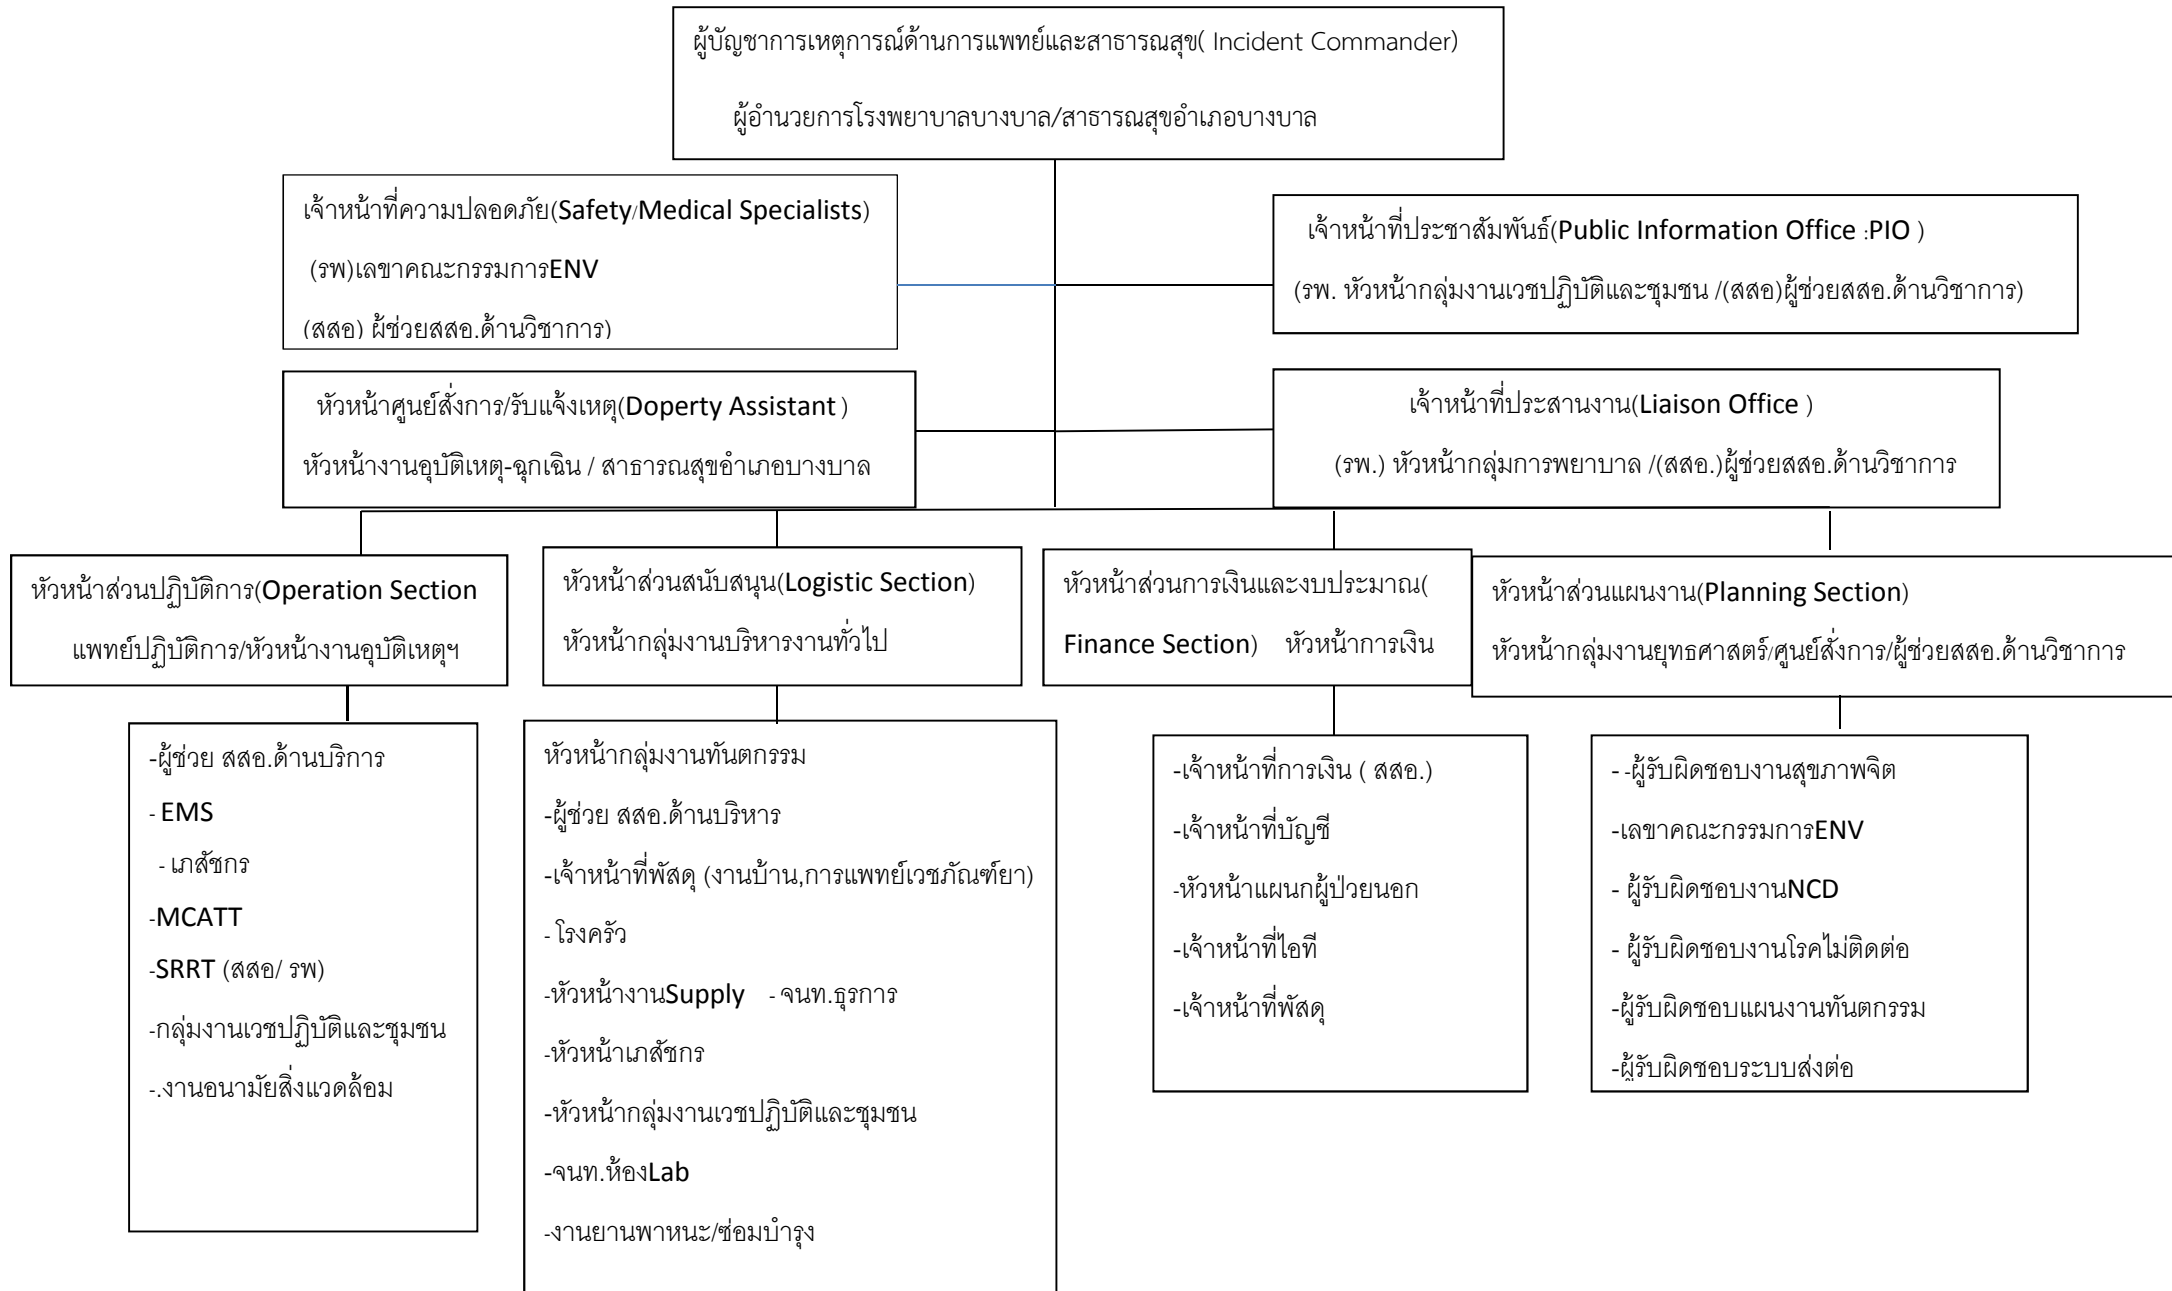 ผู้บัญชาการเหตุการณ์ด้านการแพทย์และสาธารณสุข( Incident Commander)
ผู้อำนวยการโรงพยาบาลบางบาล/สาธารณสุขอำเภอบางบาล
เจ้าหน้าที่ความปลอดภัย(Safety/Medical Specialists)
(รพ)เลขาคณะกรรมการENV
(สสอ) ผ้ช่วยสสอ.ด้านวิชาการ)
เจ้าหน้าที่ประชาสัมพันธ์(Public Information Office :PIO )
(รพ. หัวหน้ากลุ่มงานเวชปฏิบัติและชุมชน /(สสอ)ผู้ช่วยสสอ.ด้านวิชาการ)
หัวหน้าศูนย์สั่งการ/รับแจ้งเหตุ(Doperty Assistant )
หัวหน้างานอุบัติเหตุ-ฉุกเฉิน / สาธารณสุขอำเภอบางบาล
เจ้าหน้าที่ประสานงาน(Liaison Office )
(รพ.) หัวหน้ากลุ่มการพยาบาล /(สสอ.)ผู้ช่วยสสอ.ด้านวิชาการ
หัวหน้าส่วนปฏิบัติการ(Operation Section
แพทย์ปฏิบัติการ/หัวหน้างานอุบัติเหตุฯ
หัวหน้าส่วนสนับสนุน(Logistic Section)
หัวหน้ากลุ่มงานบริหารงานทั่วไป
หัวหน้าส่วนการเงินและงบประมาณ(
Finance Section) หัวหน้าการเงิน
หัวหน้าส่วนแผนงาน(Planning Section)
หัวหน้ากลุ่มงานยุทธศาสตร์/ศูนย์สั่งการ/ผู้ช่วยสสอ.ด้านวิชาการ
-ผู้ช่วย สสอ.ด้านบริการ
- EMS
- เภสัชกร
-MCATT
-SRRT (สสอ/ รพ)
-กลุ่มงานเวชปฏิบัติและชุมชน
-.งานอนามัยสิ่งแวดล้อม
หัวหน้ากลุ่มงานทันตกรรม
-ผู้ช่วย สสอ.ด้านบริหาร
-เจ้าหน้าที่พัสดุ (งานบ้าน,การแพทย์เวชภัณฑ์ยา)
- โรงครัว
-หัวหน้างานSupply - จนท.ธุรการ
-หัวหน้าเภสัชกร
-หัวหน้ากลุ่มงานเวชปฏิบัติและชุมชน
-จนท.ห้องLab
-งานยานพาหนะ/ซ่อมบำรุง
-เจ้าหน้าที่การเงิน ( สสอ.)
-เจ้าหน้าที่บัญชี
-หัวหน้าแผนกผู้ป่วยนอก
-เจ้าหน้าที่ไอที
-เจ้าหน้าที่พัสดุ
- -ผู้รับผิดชอบงานสุขภาพจิต
-เลขาคณะกรรมการENV
- ผู้รับผิดชอบงานNCD
- ผู้รับผิดชอบงานโรคไม่ติดต่อ
-ผู้รับผิดชอบแผนงานทันตกรรม
-ผู้รับผิดชอบระบบส่งต่อ